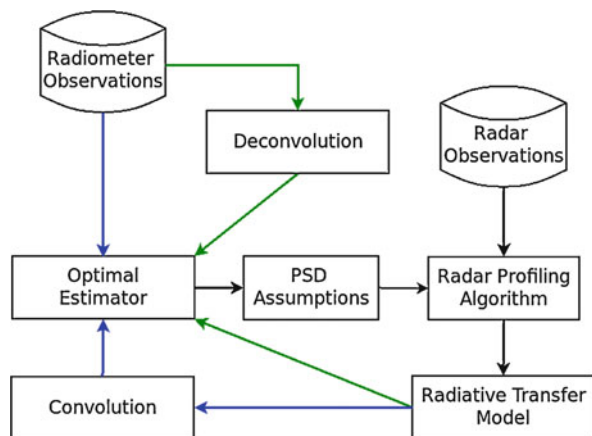 Radiometer
Observations
Deconvolution
Radar
Observations
Optimal
Estimator
PSD
Assumptions
Radar Profiling
Algorithm
Convolution
Radiative Transfer
Model